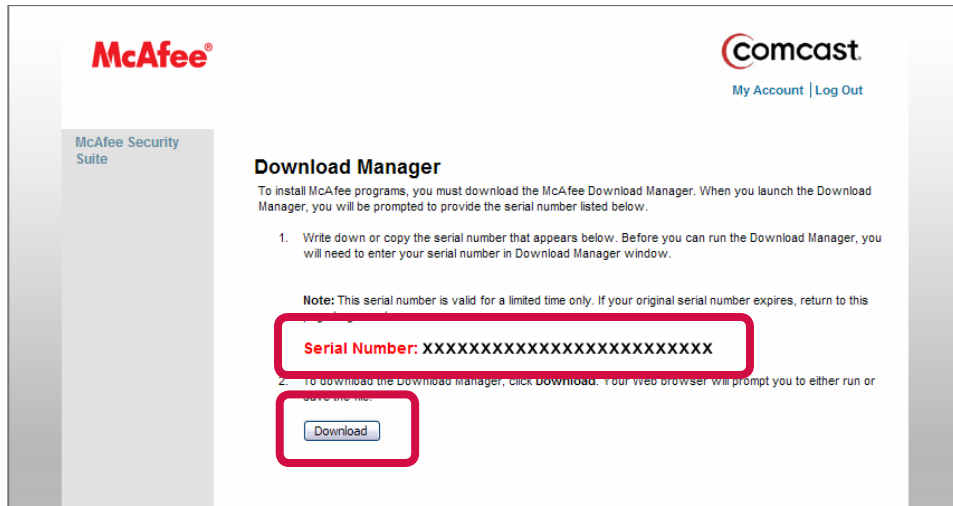 McAfee®
comcast.
My Account | Log Out
McAfee Security
Suite
Download Manager
To install McAfee programs, you must download the McAfee Download Manager. When you launch the Download
Manager, you will be prompted to provide the serial number listed below.
1. Write down or copy the serial number that appears below. Before you can run the Download Manager, you
will need to enter your serial number in Download Manager window.
Note: This serial number is valid for a limited time only. If your original serial number expires, return to this
Serial Number: XXXXXXXXXXXXXXXXXXXXXXXXX
2. To download the Download Manager, click Download. Your Web browser will prompt you to either run or
save the file.
Download